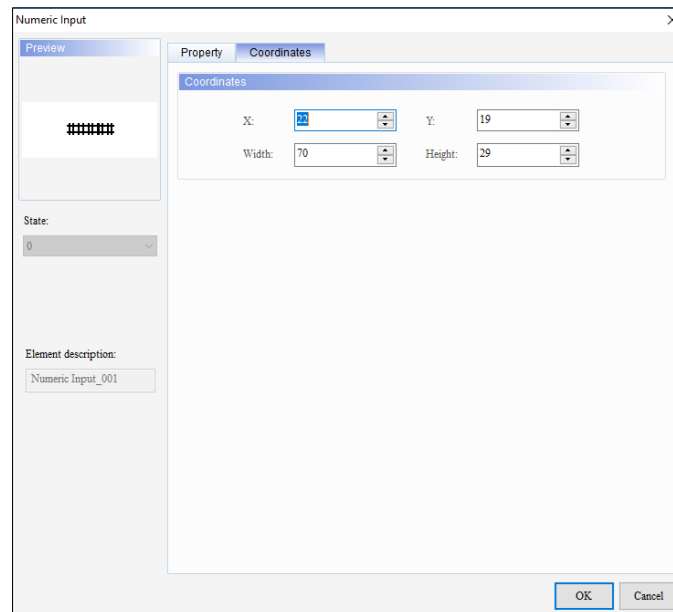 Numeric Input
Preview
########
State:
0
Element description:
Numeric Input_001
Property Coordinates
Coordinates
X: 22 Y: 19
Width: 70 Height: 29
OK Cancel